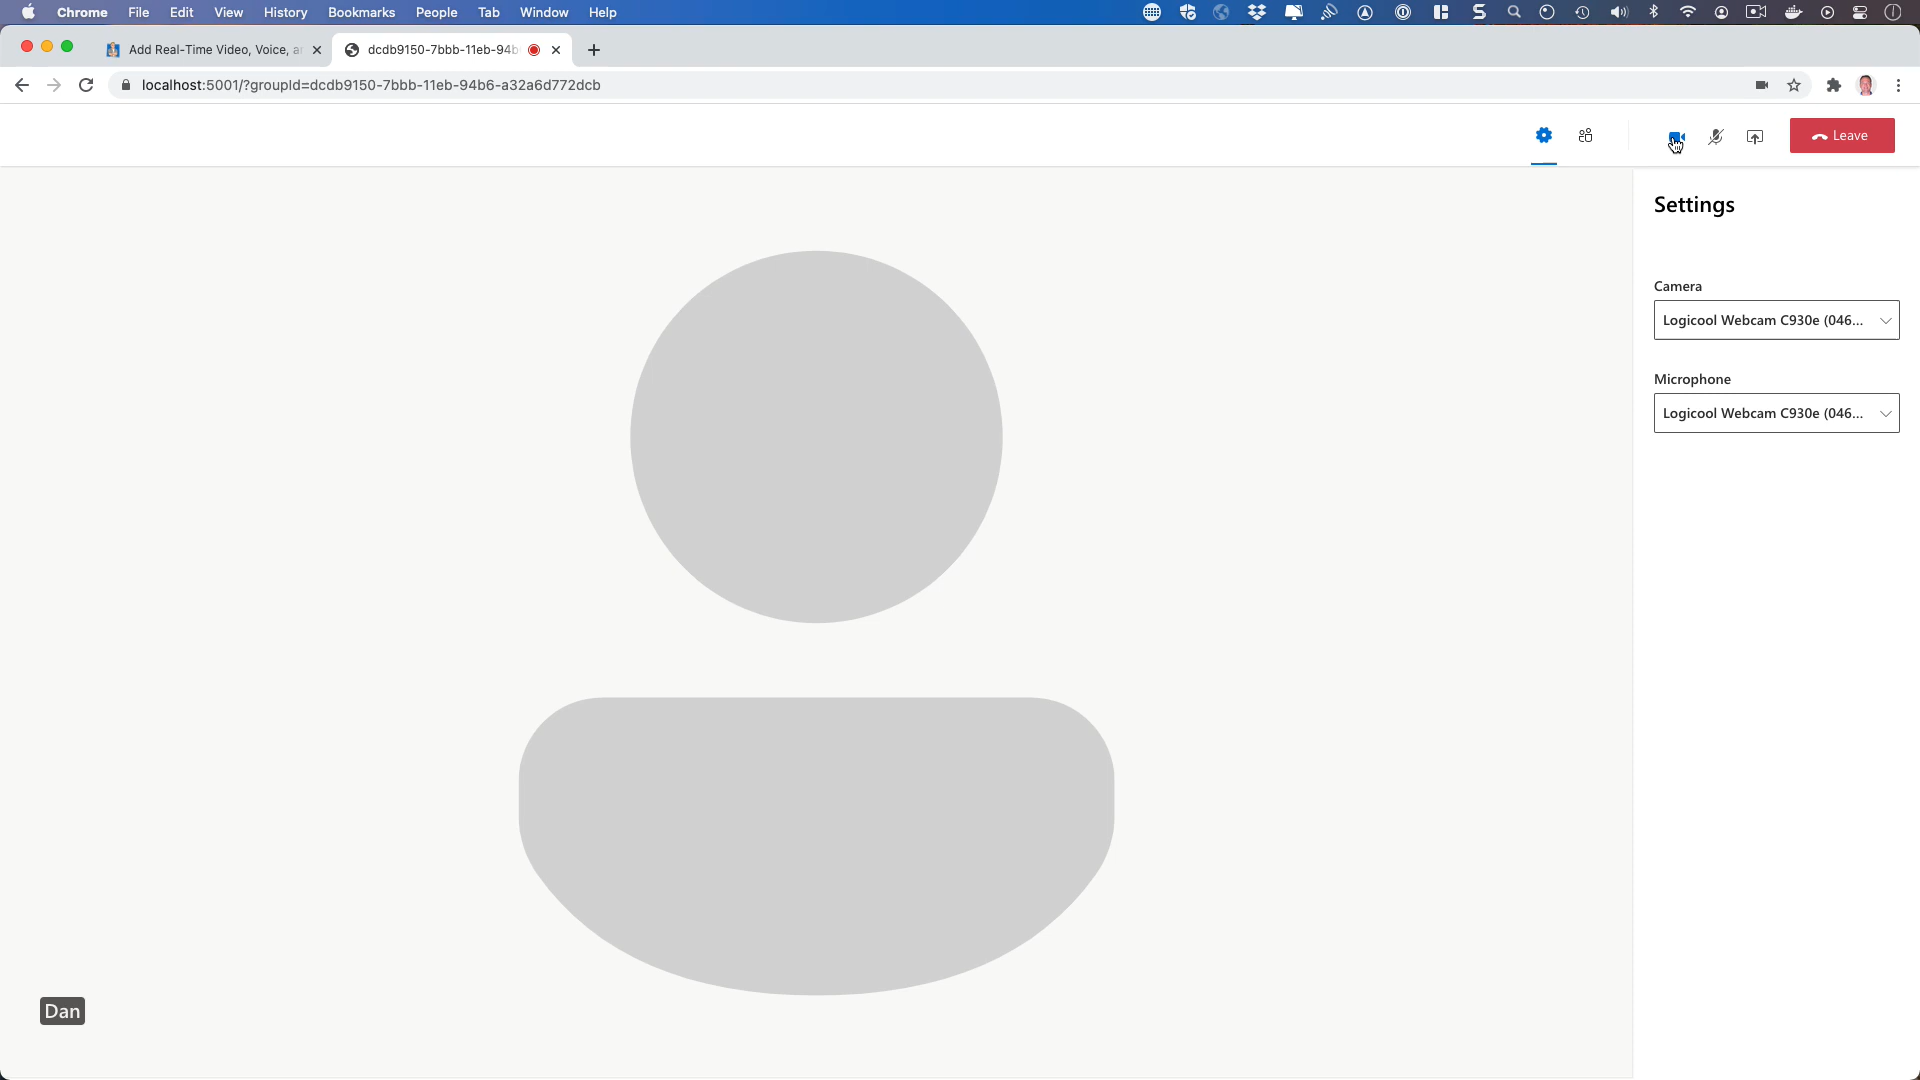 Chrome File Edit View History Bookmarks People Tab Window Help
Add Real-Time Video, Voice, a
dcdb9150-7bbb-11eb-94b
localhost:5001/?groupId=dcdb9150-7bbb-11eb-94b6-a32a6d772dcb
Leave
Settings
Camera
Logicool Webcam C930e (046...
Microphone
Logicool Webcam C930e (046...
Dan